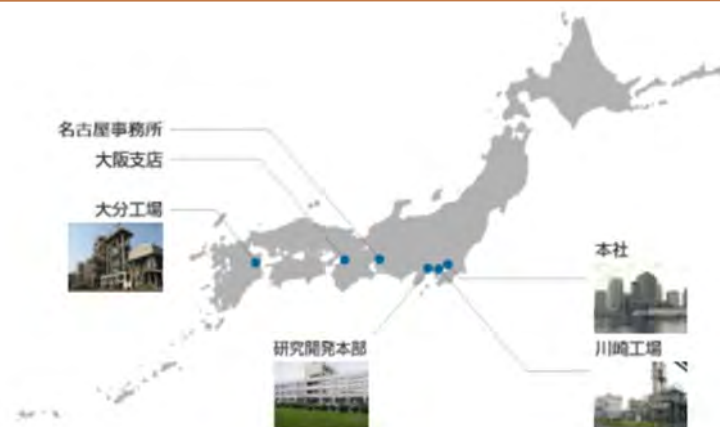 名古屋事務所
大阪支店
大分工場
本社
研究開発本部
川崎工場